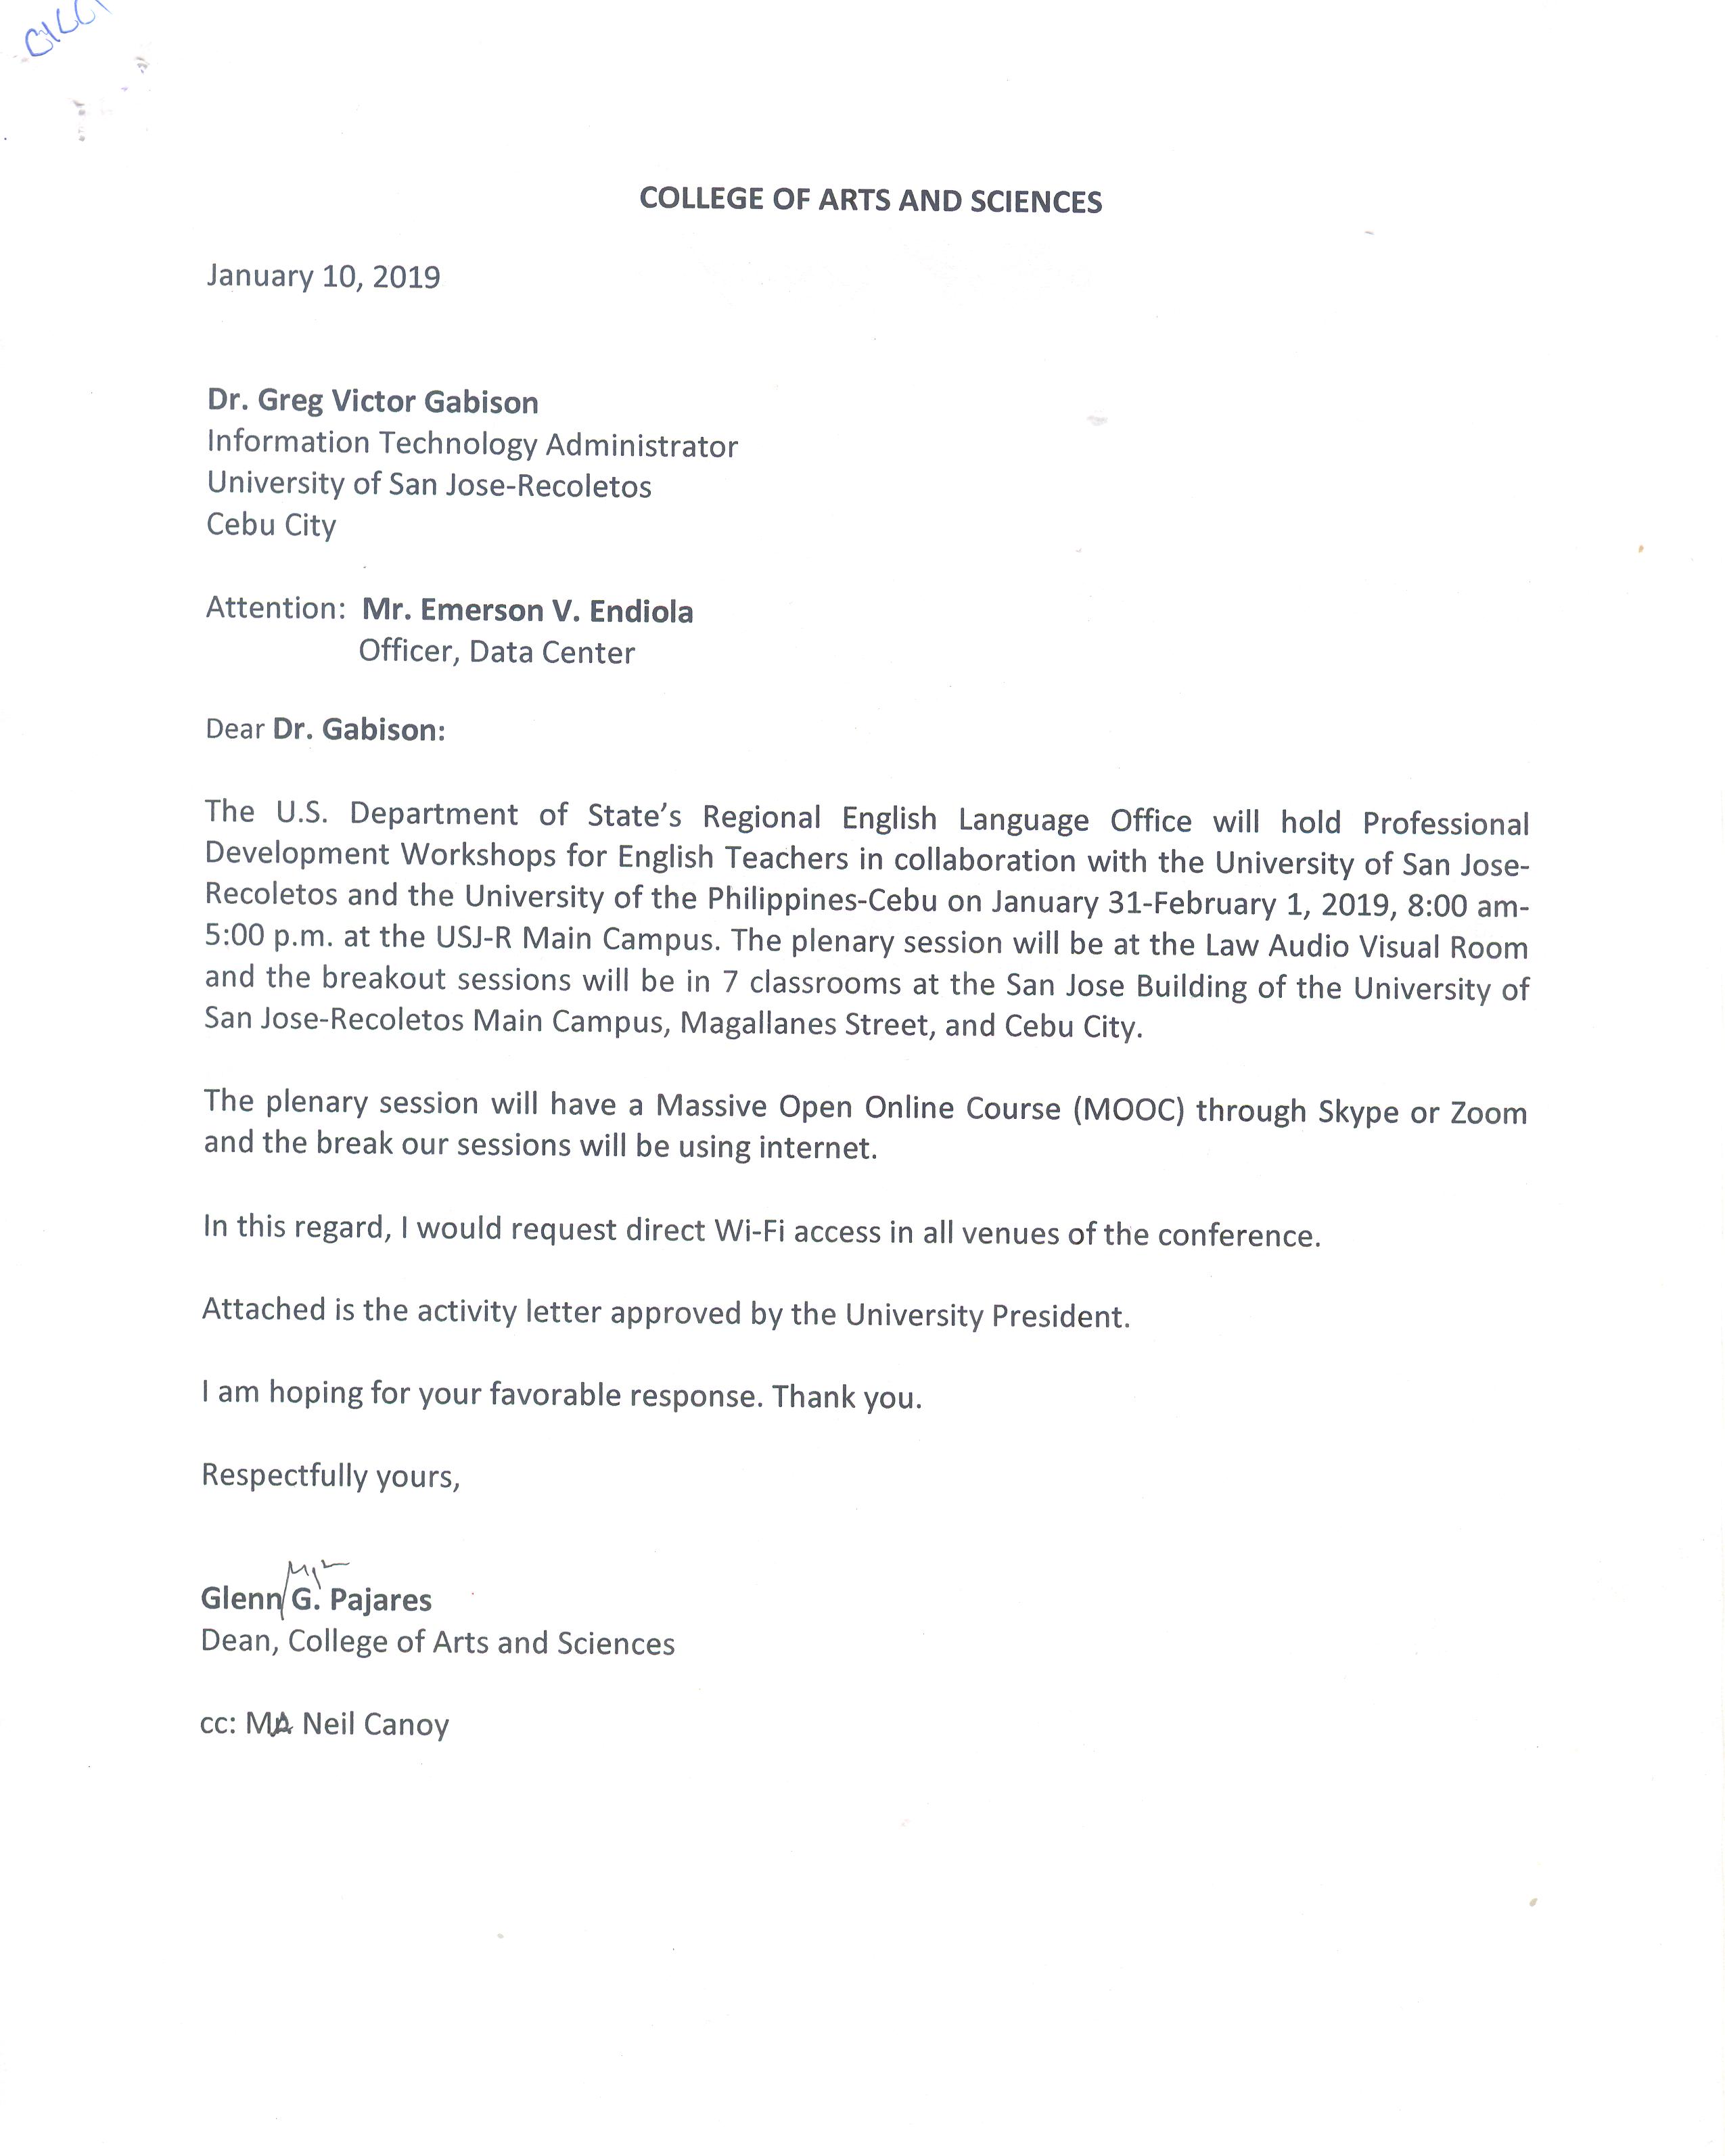 COLLEGE OF ARTS AND SCIENCES
January 10, 2019
Dr. Greg Victor Gabison
Information Technology Administrator
University of San Jose-Recoletos
Cebu City
Attention: Mr. Emerson V. Endiola
Officer, Data Center
Dear Dr. Gabison:
The U.S. Department of State's Regional English Language Office will hold Professional
Development Workshops for English Teachers in collaboration with the University of San Jose-
Recoletos and the University of the Philippines-Cebu on January 31-February 1, 2019, 8:00 am-
5:00 p.m. at the USJ-R Main Campus. The plenary session will be at the Law Audio Visual Room
and the breakout sessions will be in 7 classrooms at the San Jose Building of the University of
San Jose-Recoletos Main Campus, Magallanes Street, and Cebu City.
The plenary session will have a Massive Open Online Course (MOOC) through Skype or Zoom
and the break our sessions will be using internet.
In this regard, I would request direct Wi-Fi access in all venues of the conference.
Attached is the activity letter approved by the University President.
I am hoping for your favorable response. Thank you.
Respectfully yours,
Glenn G. Pajares
Dean, College of Arts and Sciences
cc: Neil Canoy